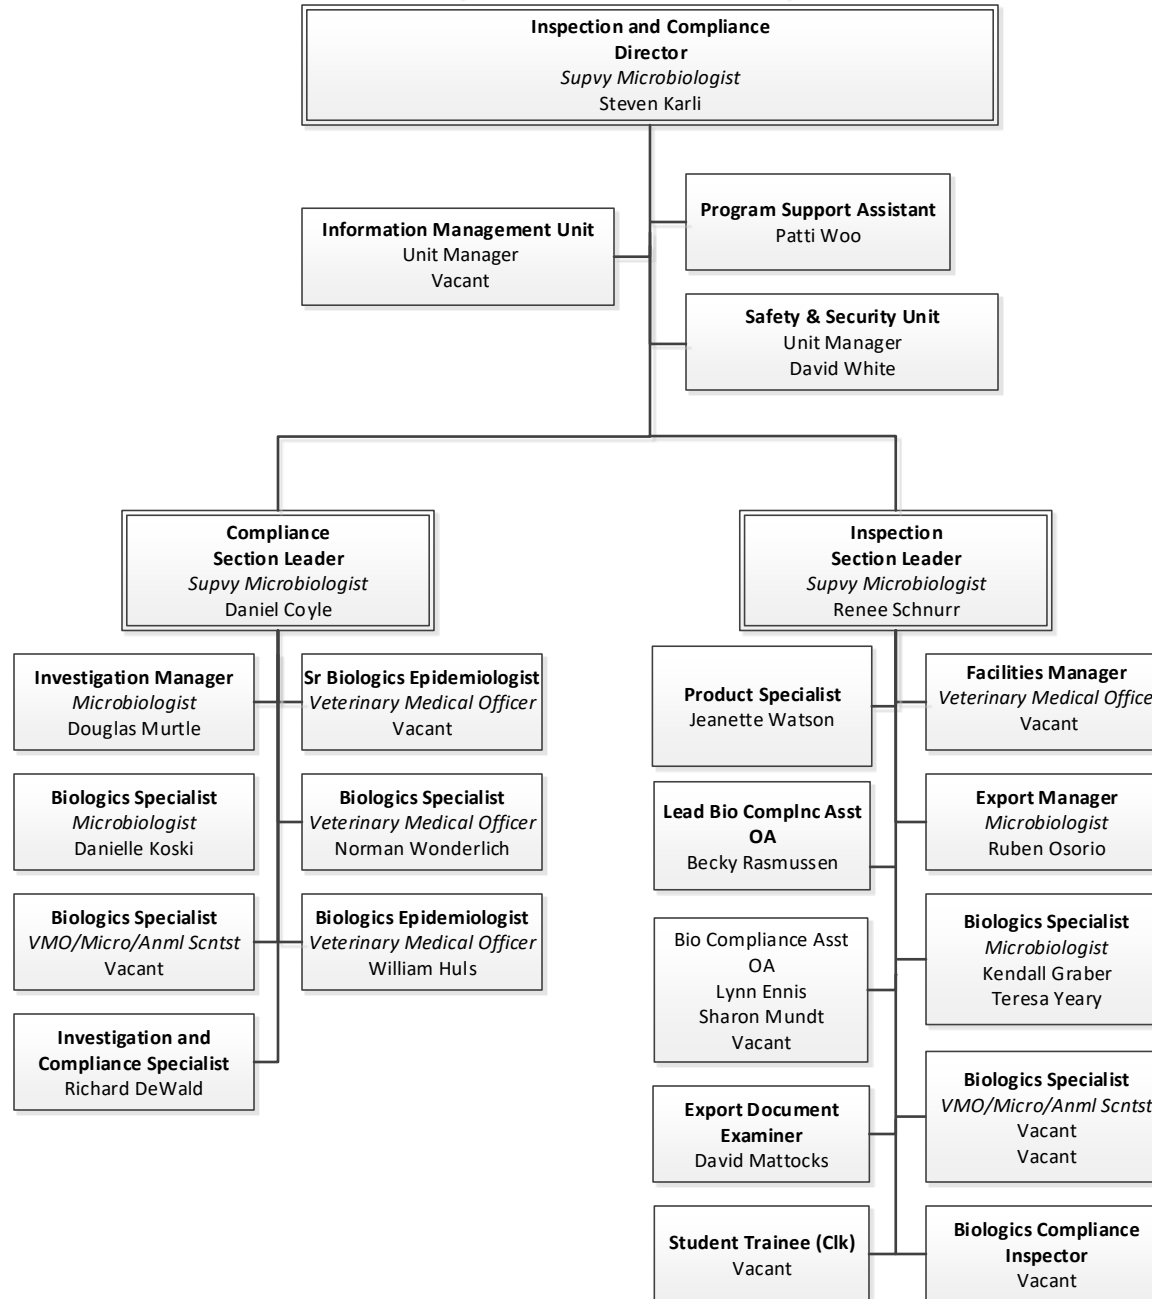 Inspection and Compliance
Director
Supvy Microbiologist
Steven Karli
Program Support Assistant
Patti Woo
Information Management Unit
Unit Manager
Vacant
Safety & Security Unit
Unit Manager
David White
Compliance
Section Leader
Supvy Microbiologist
Daniel Coyle
Inspection
Section Leader
Supvy Microbiologist
Renee Schnurr
Investigation Manager
Microbiologist
Douglas Murtle
Sr Biologics Epidemiologist
Veterinary Medical Officer
Vacant
Biologics Specialist
Microbiologist
Danielle Koski
Biologics Specialist
Veterinary Medical Officer
Norman Wonderlich
Biologics Specialist
VMO/Micro/Anml Scntst
Vacant
Biologics Epidemiologist
Veterinary Medical Officer
William Huls
Investigation and
Compliance Specialist
Richard DeWald
Product Specialist
Jeanette Watson
Facilities Manager
Veterinary Medical Office
Vacant
Lead Bio Complnc Asst
OA
Becky Rasmussen
Export Manager
Microbiologist
Ruben Osorio
Bio Compliance Asst
OA
Lynn Ennis
Sharon Mundt
Vacant
Biologics Specialist
Microbiologist
Kendall Graber
Teresa Yeary
Export Document
Examiner
David Mattocks
Biologics Specialist
VMO/Micro/Anml Scntst
Vacant
Vacant
Student Trainee (Clk)
Vacant
Biologics Compliance
Inspector
Vacant